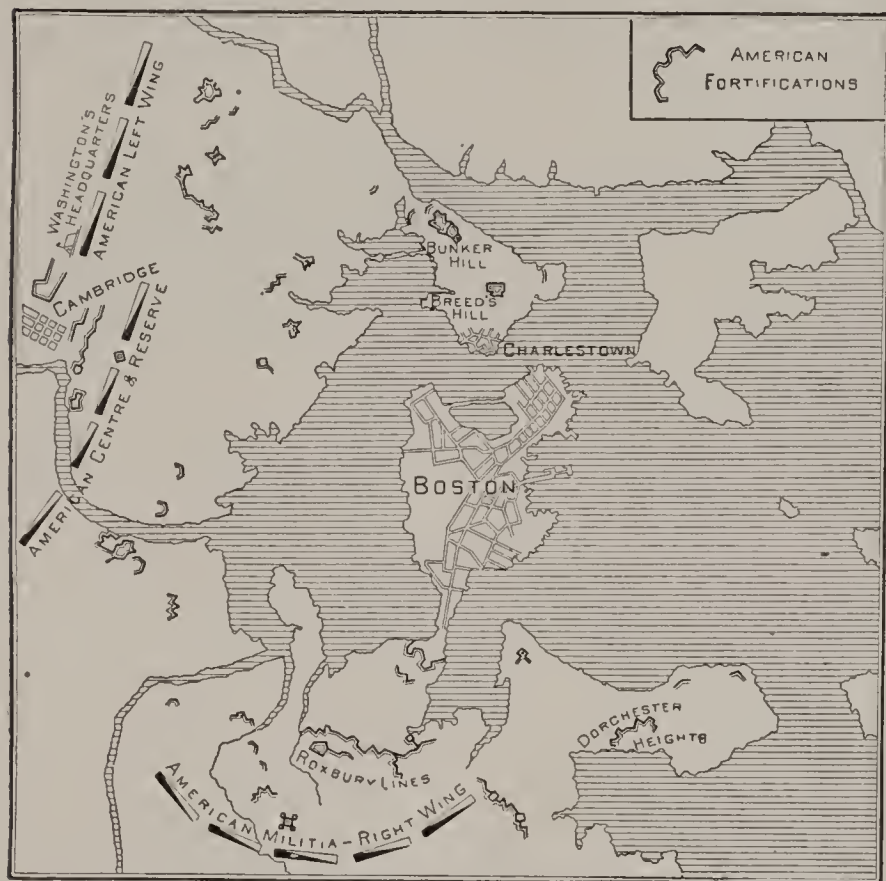 AMERICAN
FORTIFICATIONS
WASHINGTON'S
HEADQUARTERS
AMERICAN LEFT WING
CAMBRIDGE
AMERICAN CENTRE & RESERVE
BUNKER
HILL
BREED'S
HILL
CHARLESTOWN
BOSTON
DORCHESTER
HEIGHTS
ROXBURY LINES
AMERICAN MILITIA - RIGHT WING